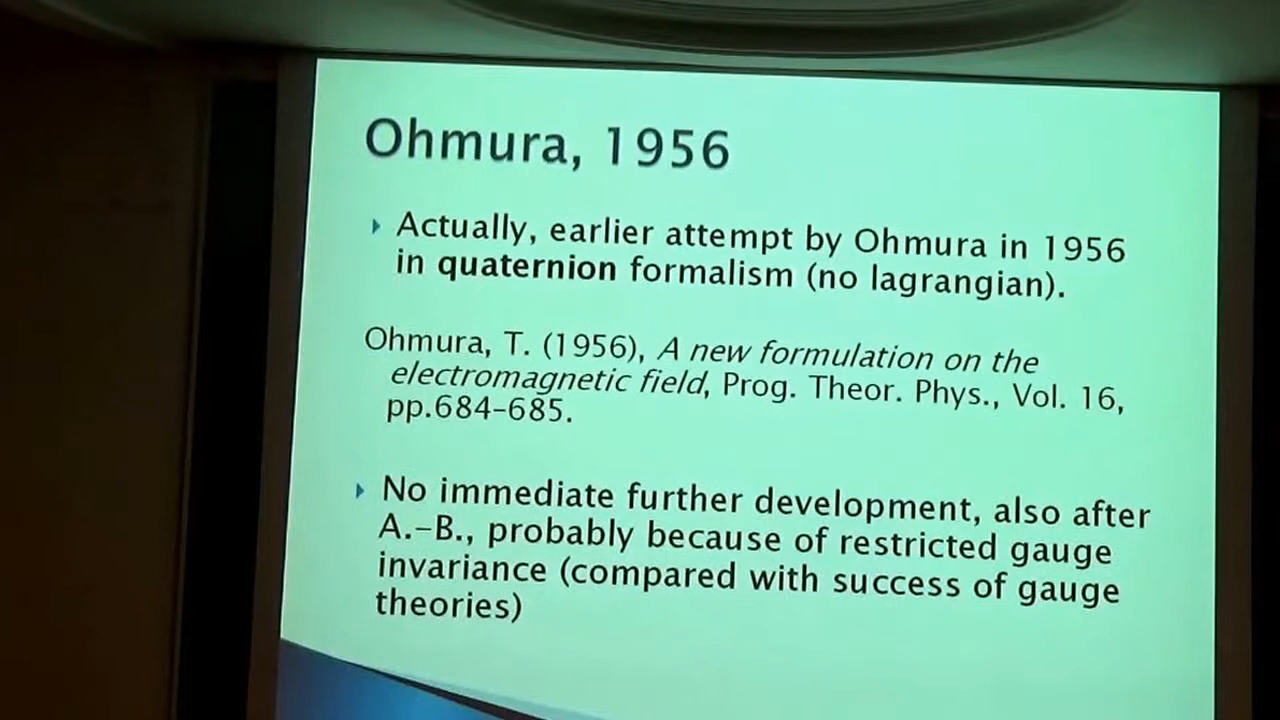 Ohmura, 1956
Actually, earlier attempt by Ohmura in 1956
in quaternion formalism (no lagrangian).
Ohmura, T. (1956), A new formulation on the
electromagnetic field, Prog. Theor. Phys., Vol. 16,
pp.684-685.
No immediate further development, also after
A.-B., probably because of restricted gauge
invariance (compared with success of gauge
theories)